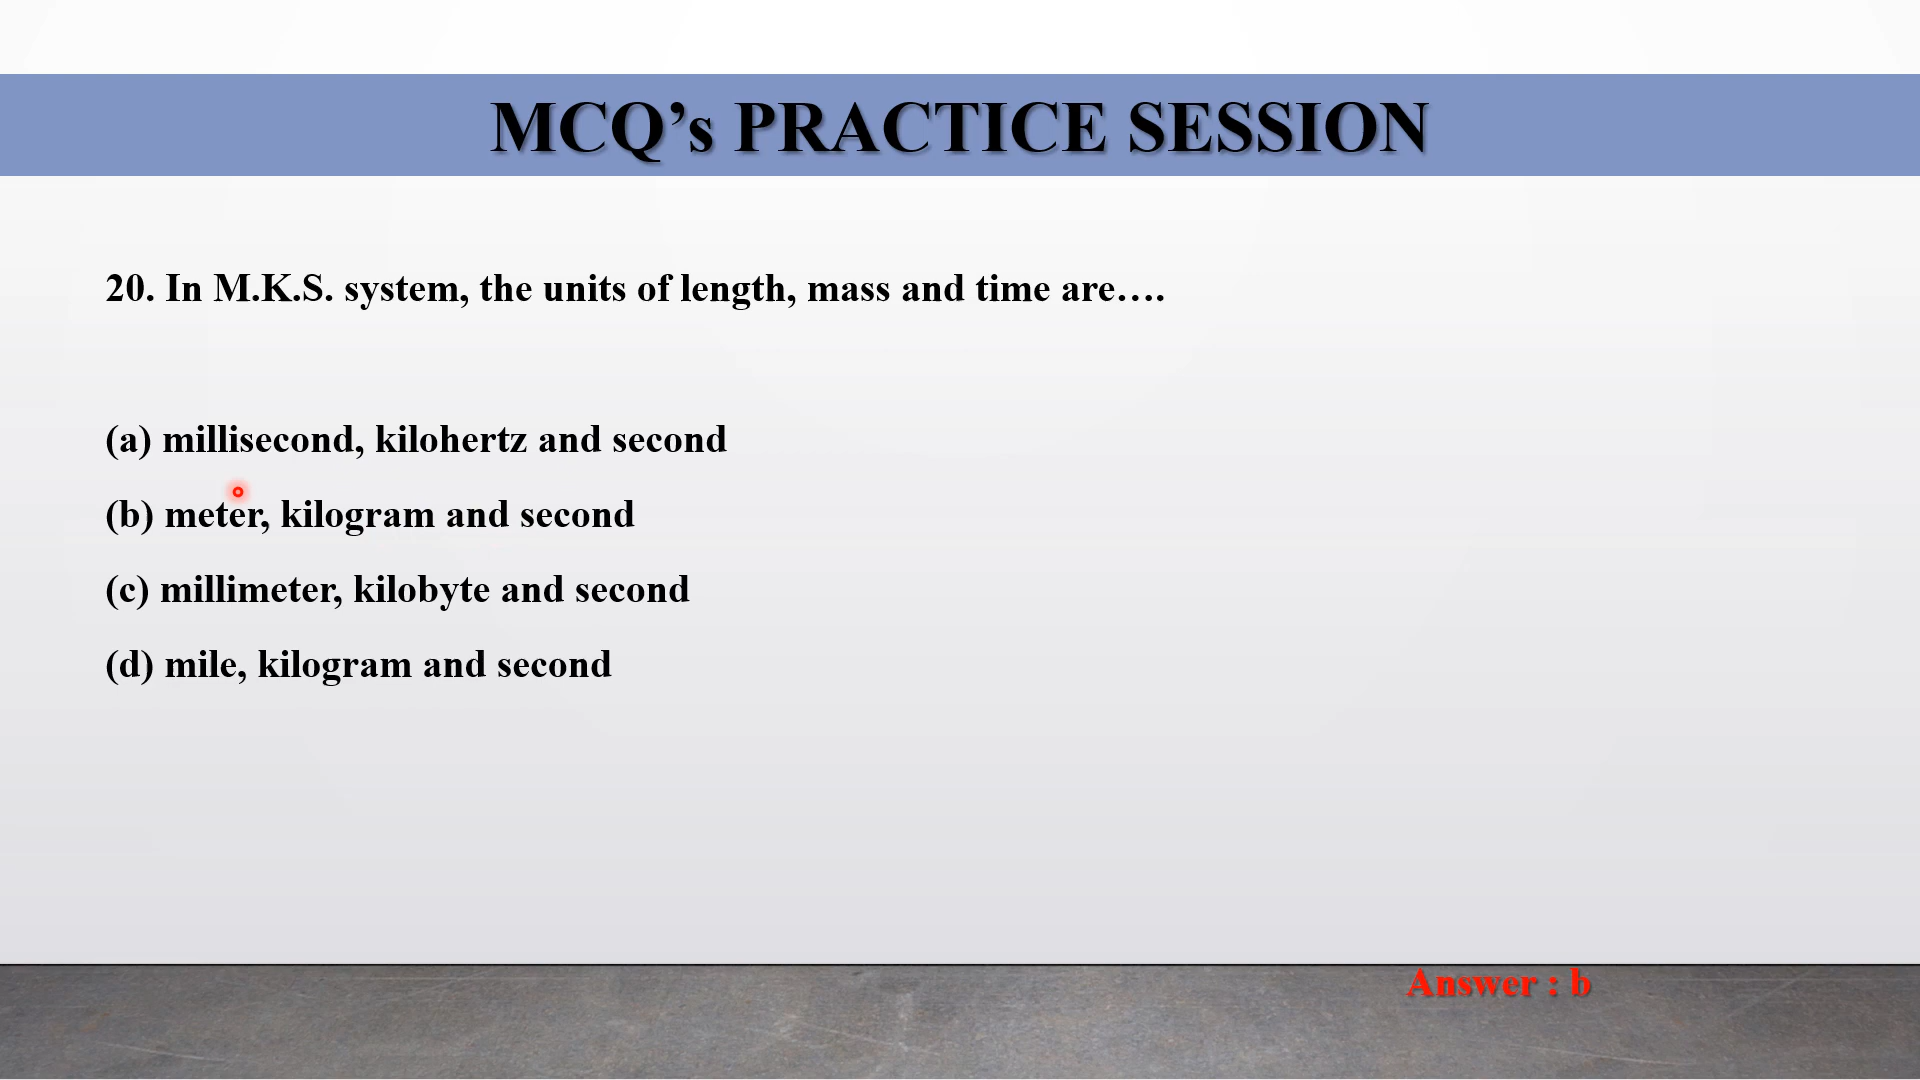 MCQ’s PRACTICE SESSION
20. In M.K.S. system, the units of length, mass and time are….
(a) millisecond, kilohertz and second
(b) meter, kilogram and second
(c) millimeter, kilobyte and second
(d) mile, kilogram and second
Answer : b